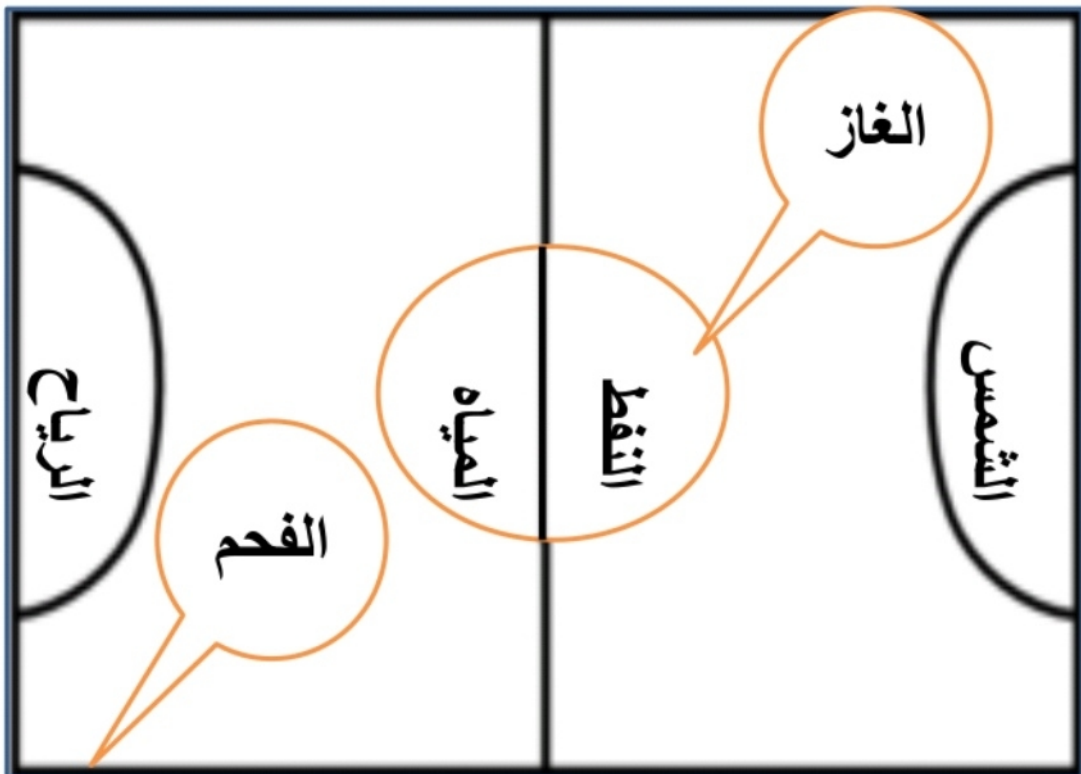 الغاز
الشمس
النفط
المياه
الرياح
الفحم